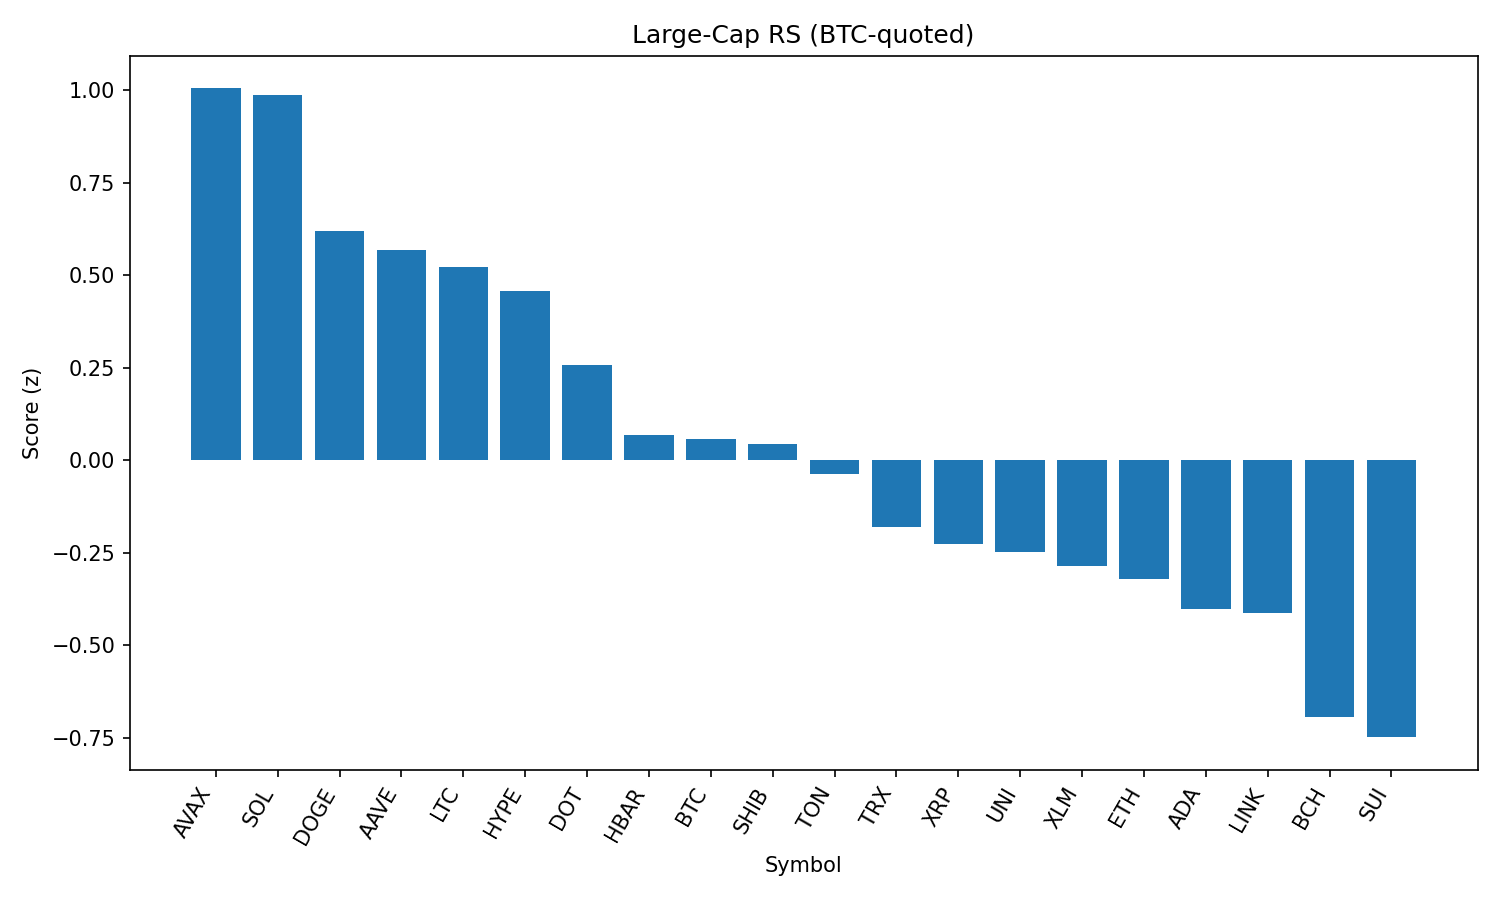 Large-Cap RS (BTC-quoted)
Score (z)
1.00
0.75
0.50
0.25
0.00
−0.25
−0.50
−0.75
AVAX
SOL
DOGE
AAVE
LTC
HYPE
DOT
HBAR
BTC
SHIB
TON
TRX
XRP
UNI
XLM
ETH
ADA
LINK
BCH
SUI
Symbol